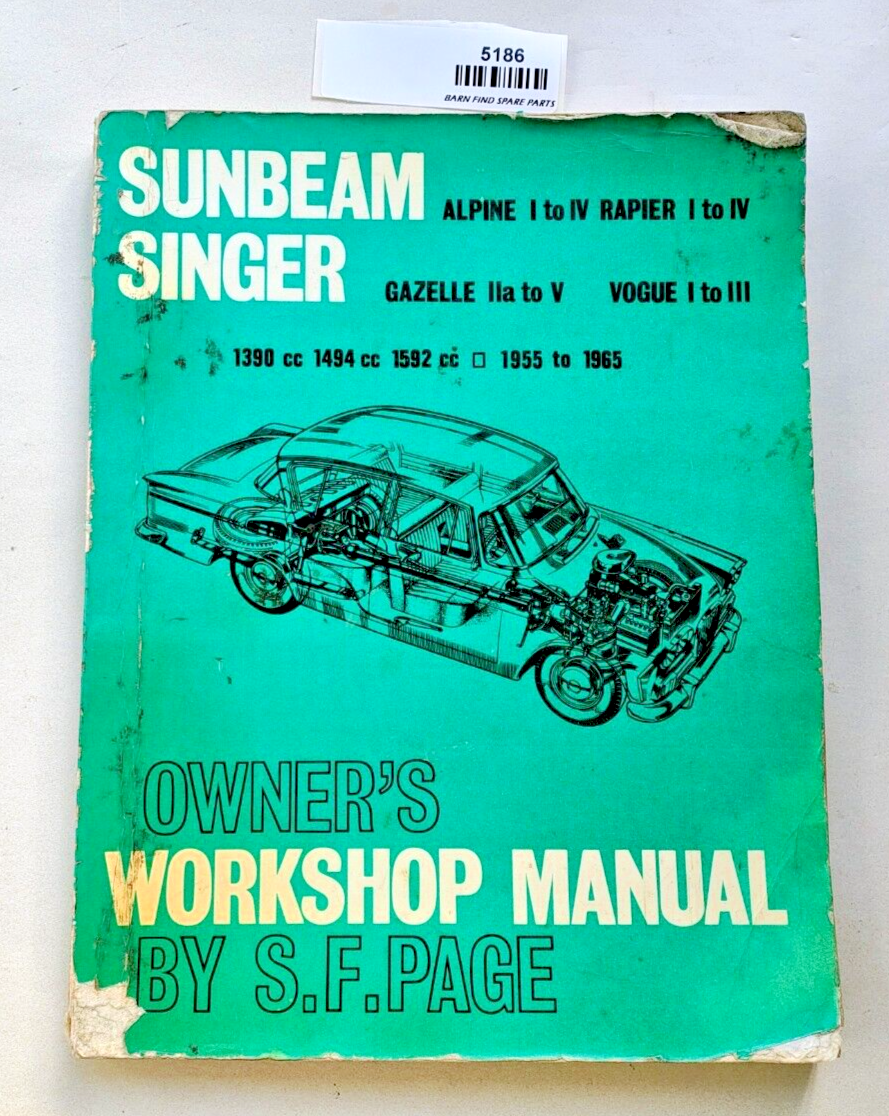 5186
BARN FIND SPARE PARTS
SUNBEAM ALPINE I to IV RAPIER I to IV
SINGER GAZELLE IIa to V VOGUE I to III
1390 cc 1494 cc 1592 cc □ 1955 to 1965
OWNER'S
WORKSHOP MANUAL
BY S.F.PAGE